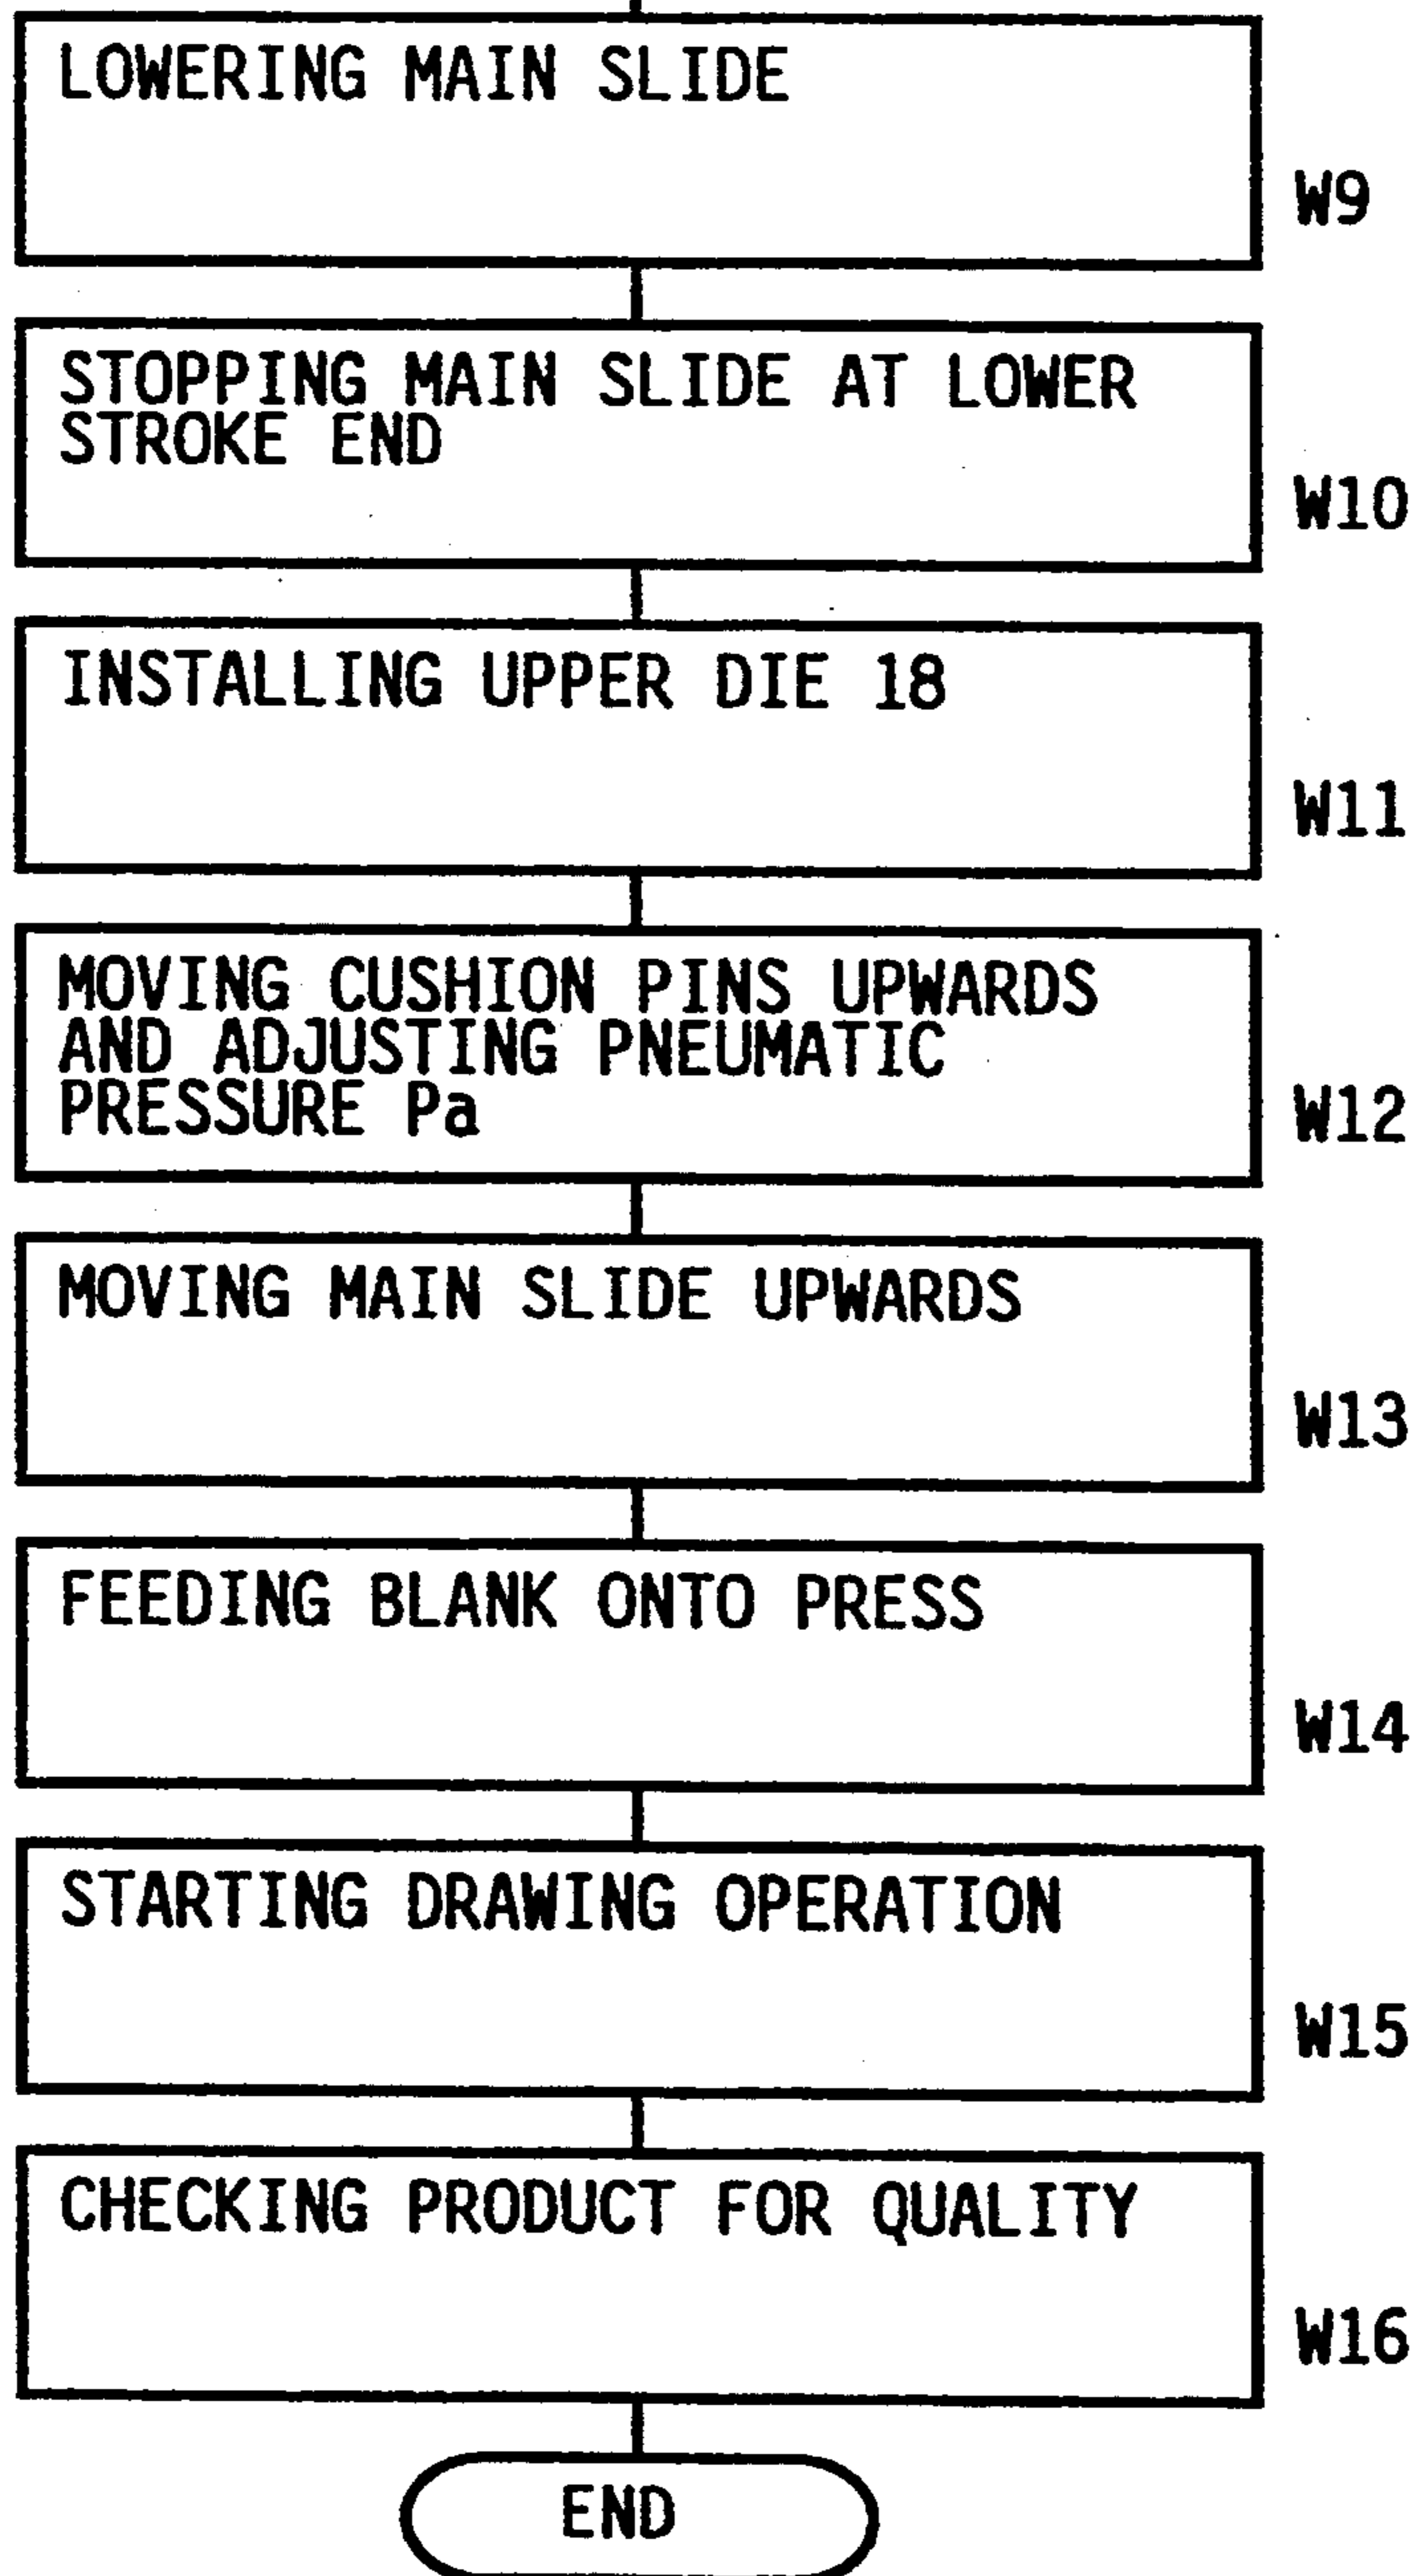 LOWERING MAIN SLIDE
W9
STOPPING MAIN SLIDE AT LOWER
STROKE END
W10
INSTALLING UPPER DIE 18
W11
MOVING CUSHION PINS UPWARDS
AND ADJUSTING PNEUMATIC
PRESSURE Pa
W12
MOVING MAIN SLIDE UPWARDS
W13
FEEDING BLANK ONTO PRESS
W14
STARTING DRAWING OPERATION
W15
CHECKING PRODUCT FOR QUALITY
W16
END